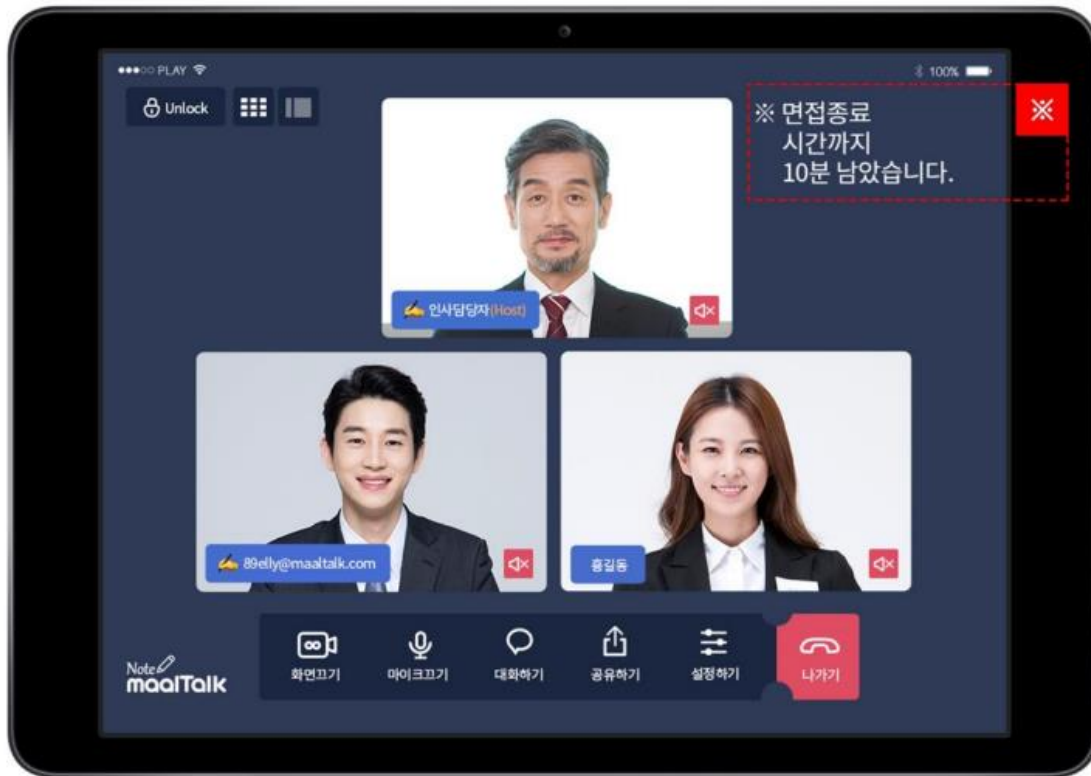 PLAY
100%
Unlock
※ 면접종료
시간까지
10분 남았습니다.
※
인사담당자(Host)
89elly@maaltalk.com
홍길동
화면끄기
마이크끄기
대화하기
공유하기
설정하기
나가기
Note
maalTalk